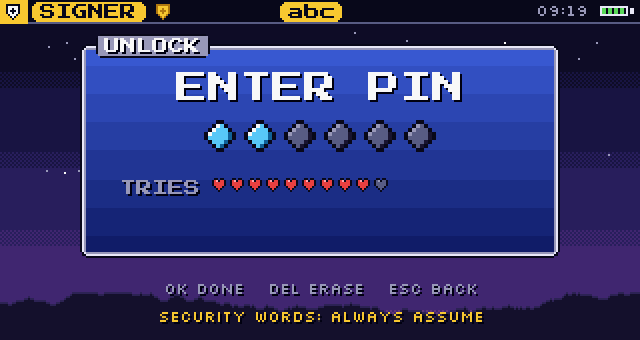 SIGNER abc 09:19
UNLOCK
ENTER PIN
TRIES
OK DONE DEL ERASE ESC BACK
SECURITY WORDS: ALWAYS ASSUME